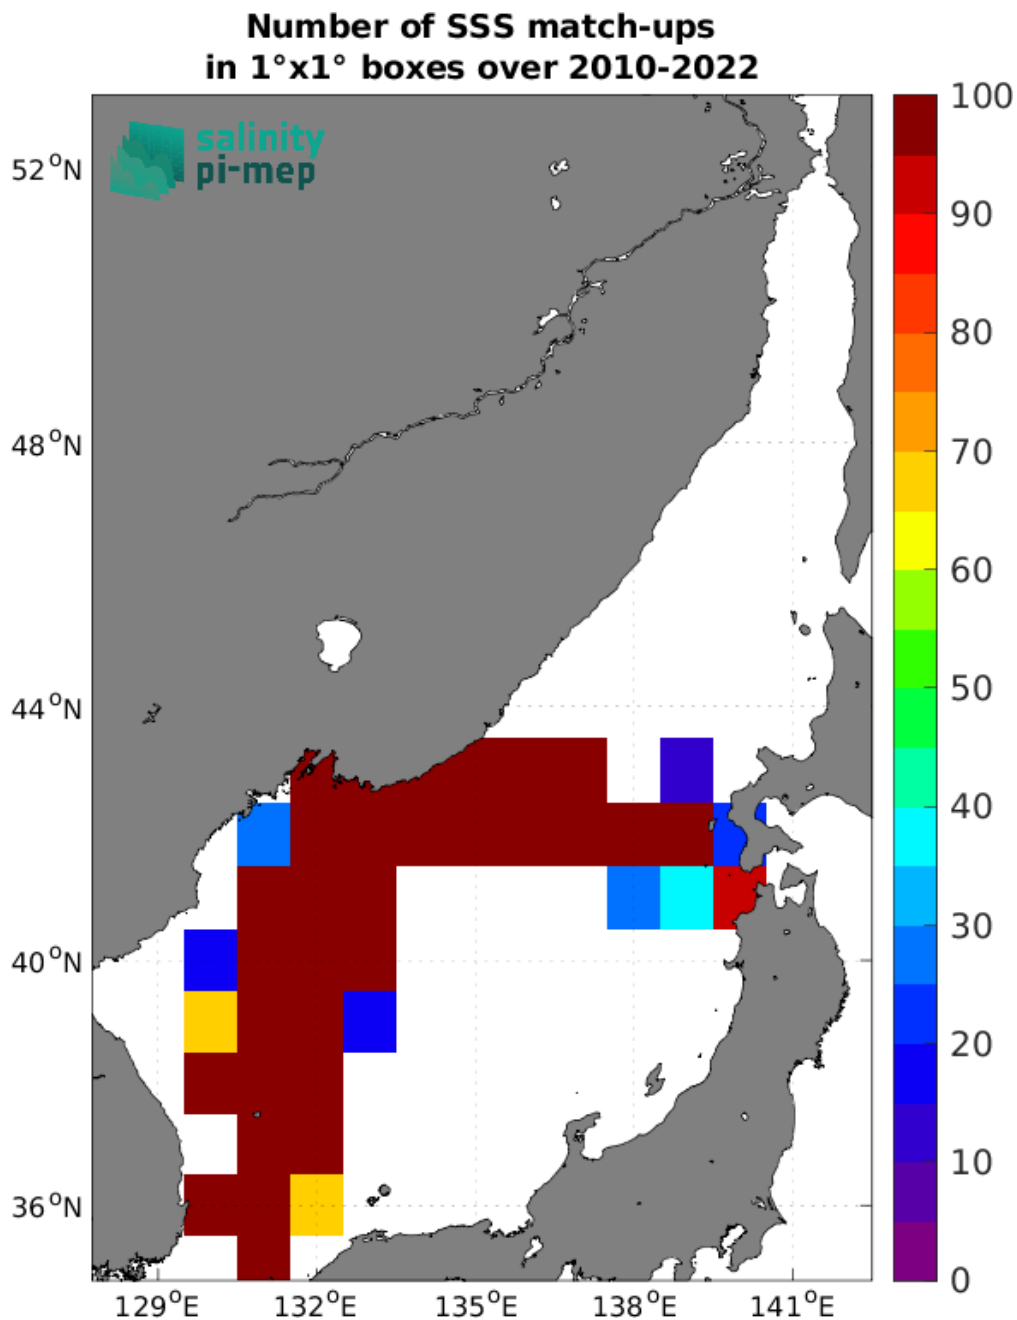 Number of SSS match-ups
in 1°x1° boxes over 2010-2022
salinity
pi-mep
52°N
48°N
44°N
40°N
36°N
129°E 132°E 135°E 138°E 141°E
100
90
80
70
60
50
40
30
20
10
0